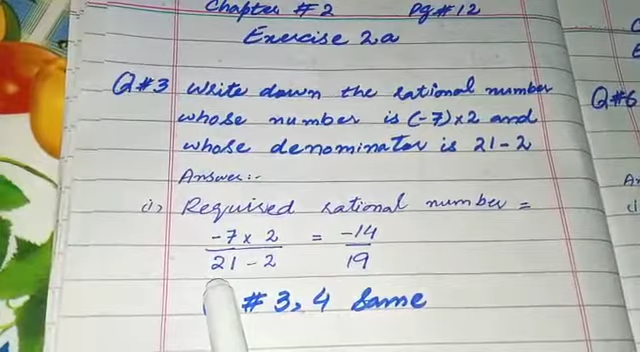 Chapter #2 Pg#12
Exercise 2a
Q#3 Write down the rational number
whose number is (-7)×2 and
whose denominator is 21-2
Answer:-
(i) Required rational number =
-7 × 2 / 21 - 2 = -14 / 19
# 3, 4 Same
Q#6